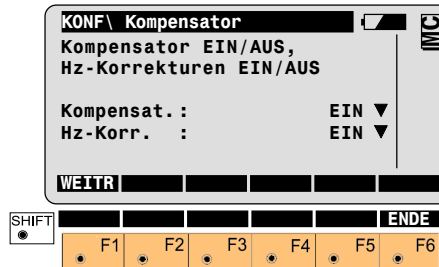 KONF\ Kompensator
MC
Kompensator EIN/AUS,
Hz-Korrekturen EIN/AUS
Kompensat.: EIN ▼
Hz-Korr. : EIN ▼
WEITR
SHIFT ENDE
F1 F2 F3 F4 F5 F6